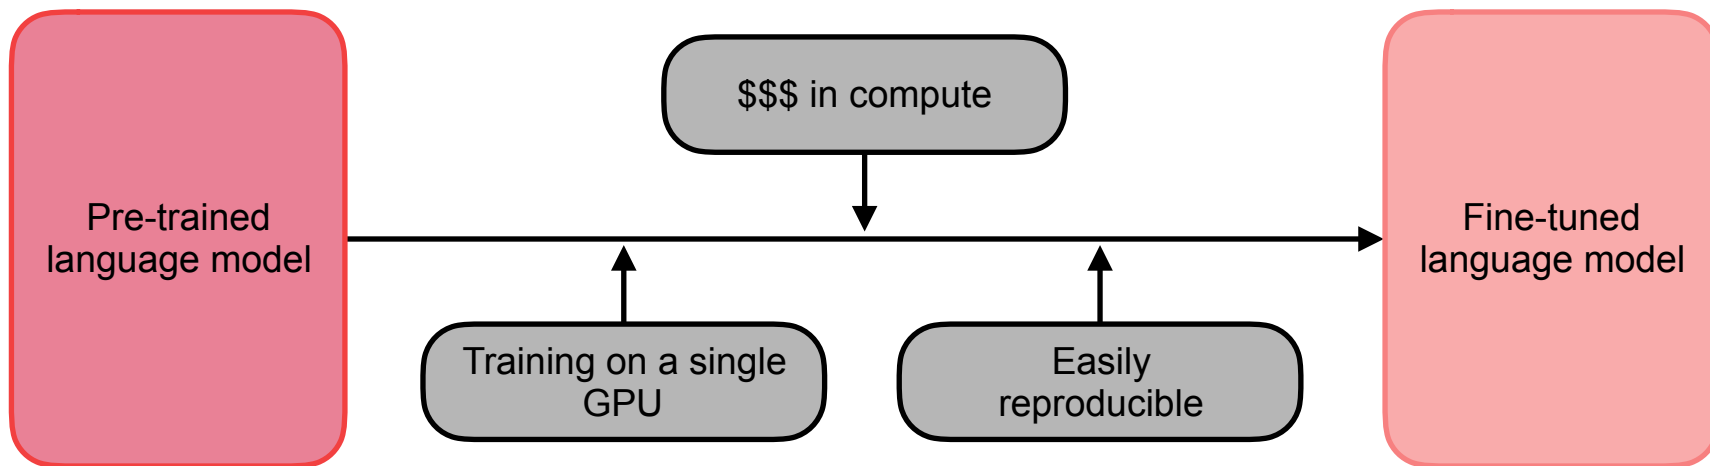 $$$ in compute
Pre-trained
language model
Fine-tuned
language model
Training on a single
GPU
Easily
reproducible